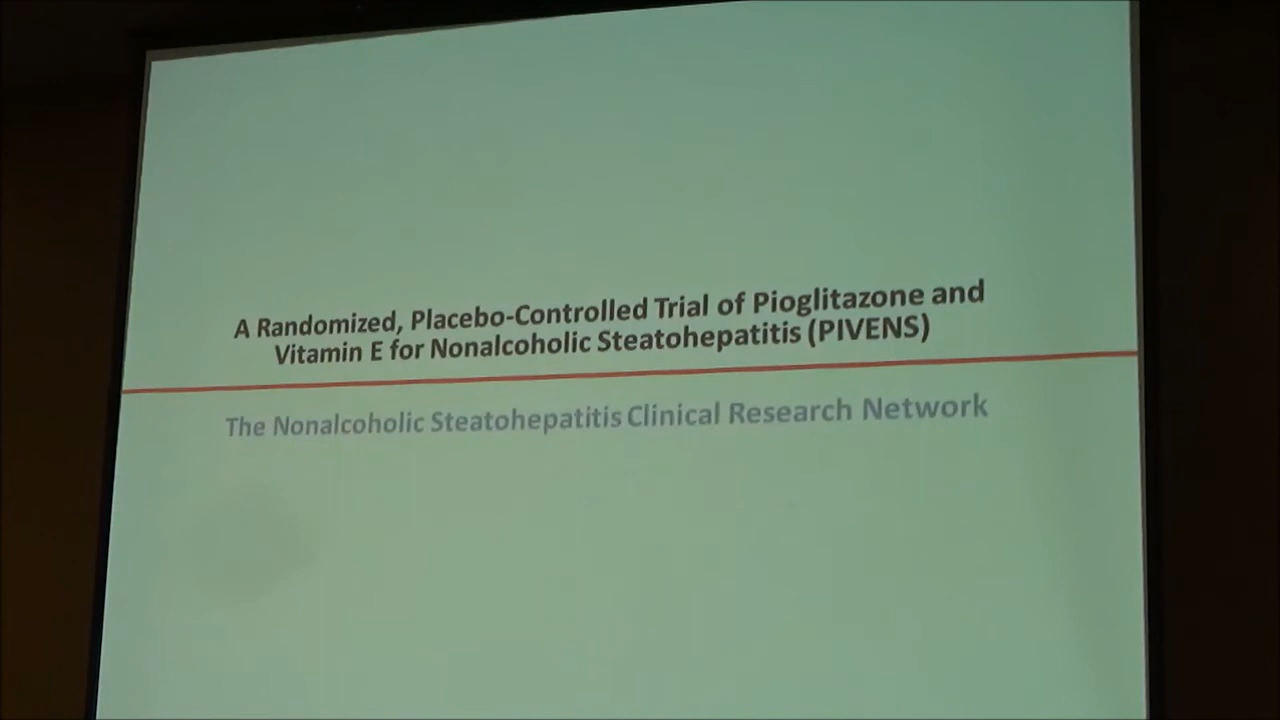 A Randomized, Placebo-Controlled Trial of Pioglitazone and
Vitamin E for Nonalcoholic Steatohepatitis (PIVENS)
The Nonalcoholic Steatohepatitis Clinical Research Network